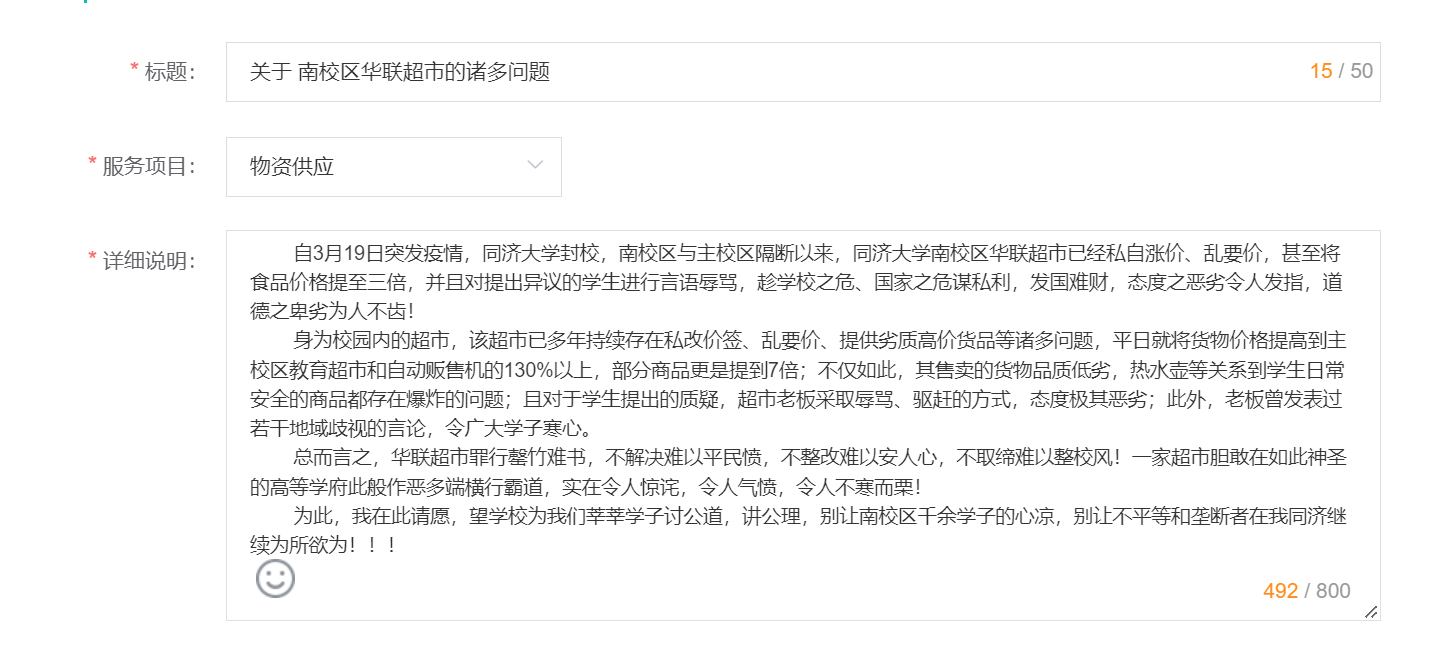 * 标题：
关于 南校区华联超市的诸多问题
15 / 50
* 服务项目：
物资供应
* 详细说明：
自3月19日突发疫情，同济大学封校，南校区与主校区隔断以来，同济大学南校区华联超市已经私自涨价、乱要价，甚至将
食品价格提至三倍，并且对提出异议的学生进行言语辱骂，趁学校之危、国家之危谋私利，发国难财，态度之恶劣令人发指，道
德之卑劣为人不齿！
身为校园内的超市，该超市已多年持续存在私改价签、乱要价、提供劣质高价货品等诸多问题，平日就将货物价格提高到主
校区教育超市和自动贩售机的130%以上，部分商品更是提到7倍；不仅如此，其售卖的货物品质低劣，热水壶等关系到学生日常
安全的商品都存在爆炸的问题；且对于学生提出的质疑，超市老板采取辱骂、驱赶的方式，态度极其恶劣；此外，老板曾发表过
若干地域歧视的言论，令广大学子寒心。
总而言之，华联超市罪行罄竹难书，不解决难以平民愤，不整改难以安人心，不取缔难以整校风！一家超市胆敢在如此神圣
的高等学府此般作恶多端横行霸道，实在令人惊诧，令人气愤，令人不寒而栗！
为此，我在此请愿，望学校为我们莘莘学子讨公道，讲公理，别让南校区千余学子的心凉，别让不平等和垄断者在我同济继
续为所欲为！！！
492 / 800